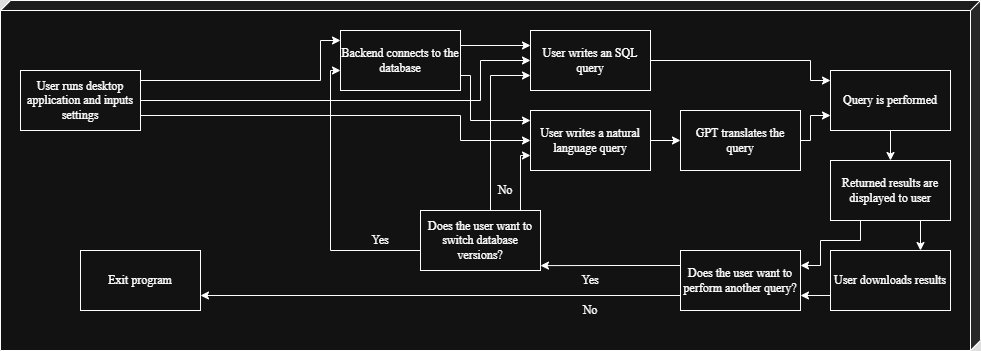 Backend connects to the
database
User writes an SQL
query
User runs desktop
application and inputs
settings
Query is performed
User writes a natural
language query
GPT translates the
query
Returned results are
displayed to user
No
Does the user want to
switch database
versions?
Yes
Exit program
Does the user want to
perform another query?
User downloads results
Yes
No